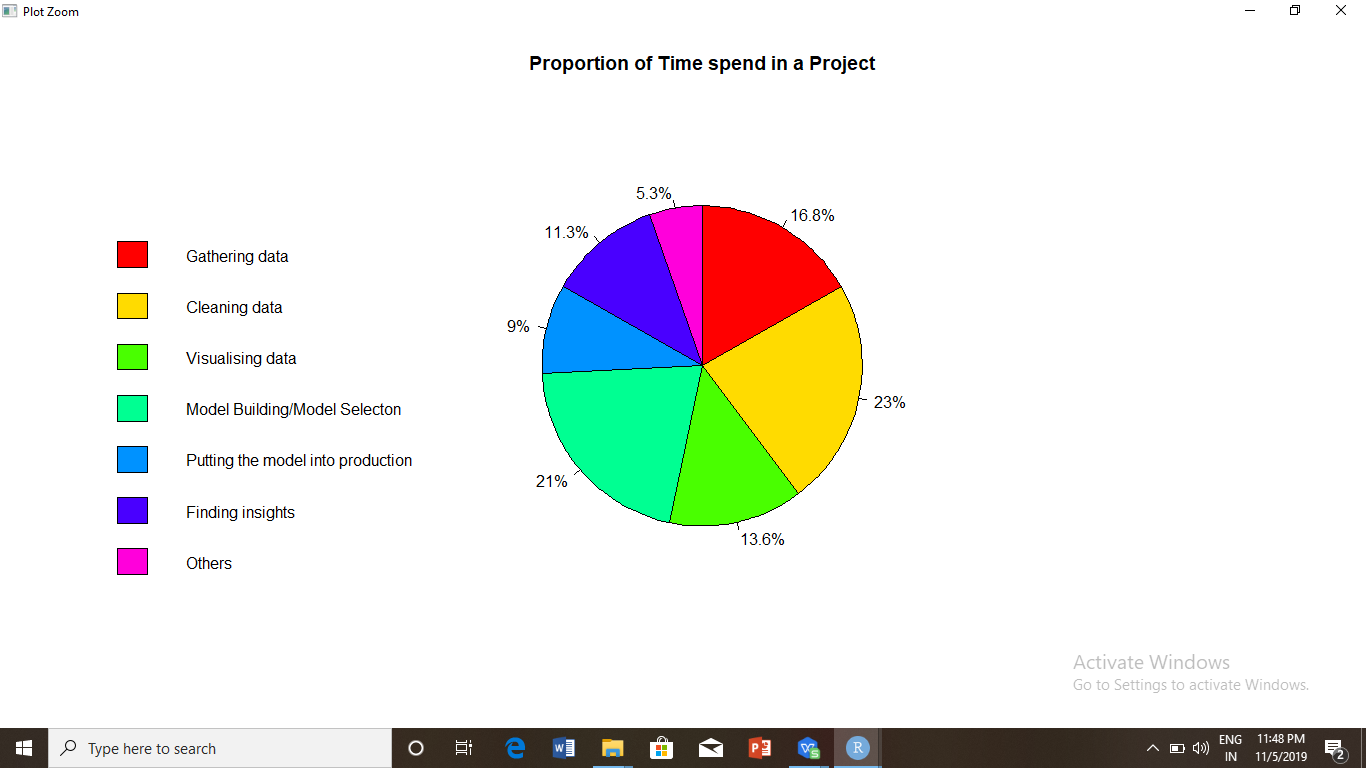 Plot Zoom
Proportion of Time spend in a Project
5.3%
16.8%
11.3%
9%
23%
21%
13.6%
Gathering data
Cleaning data
Visualising data
Model Building/Model Selecton
Putting the model into production
Finding insights
Others
Activate Windows
Go to Settings to activate Windows.
Type here to search
ENG
IN
11:48 PM
11/5/2019
2